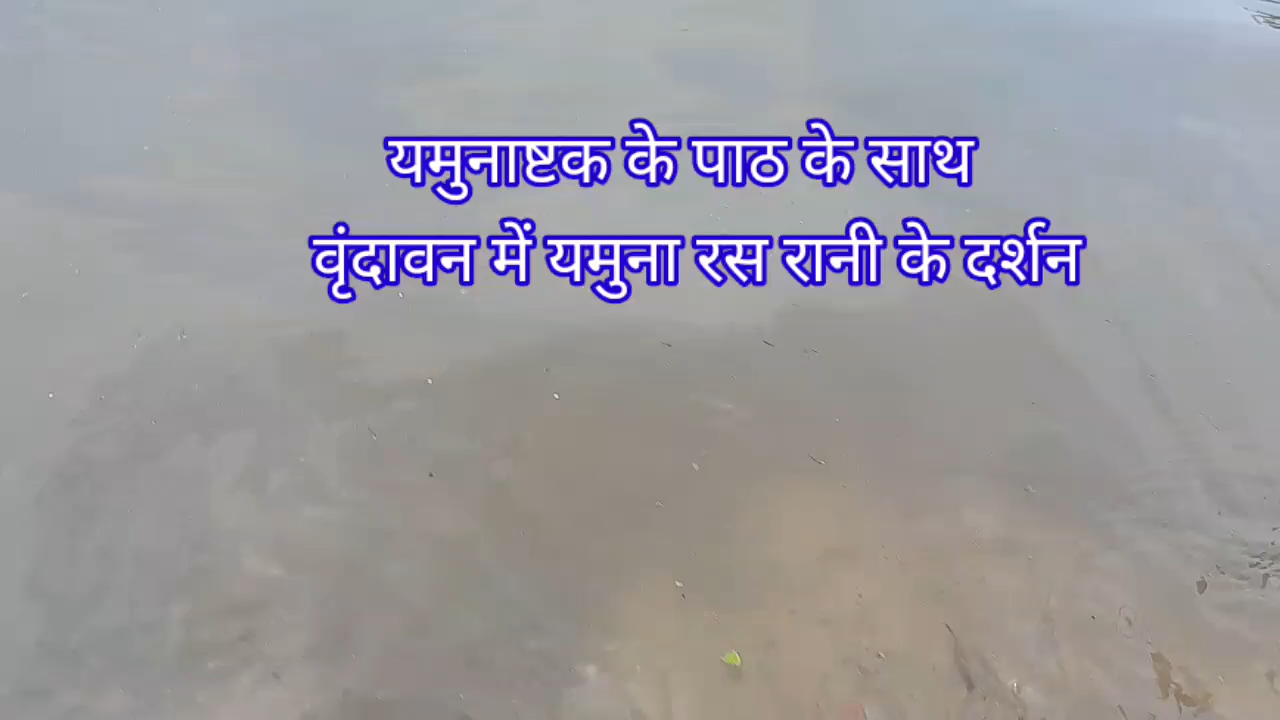 यमुनाष्टक के पाठ के साथ
वृंदावन में यमुना रस रानी के दर्शन